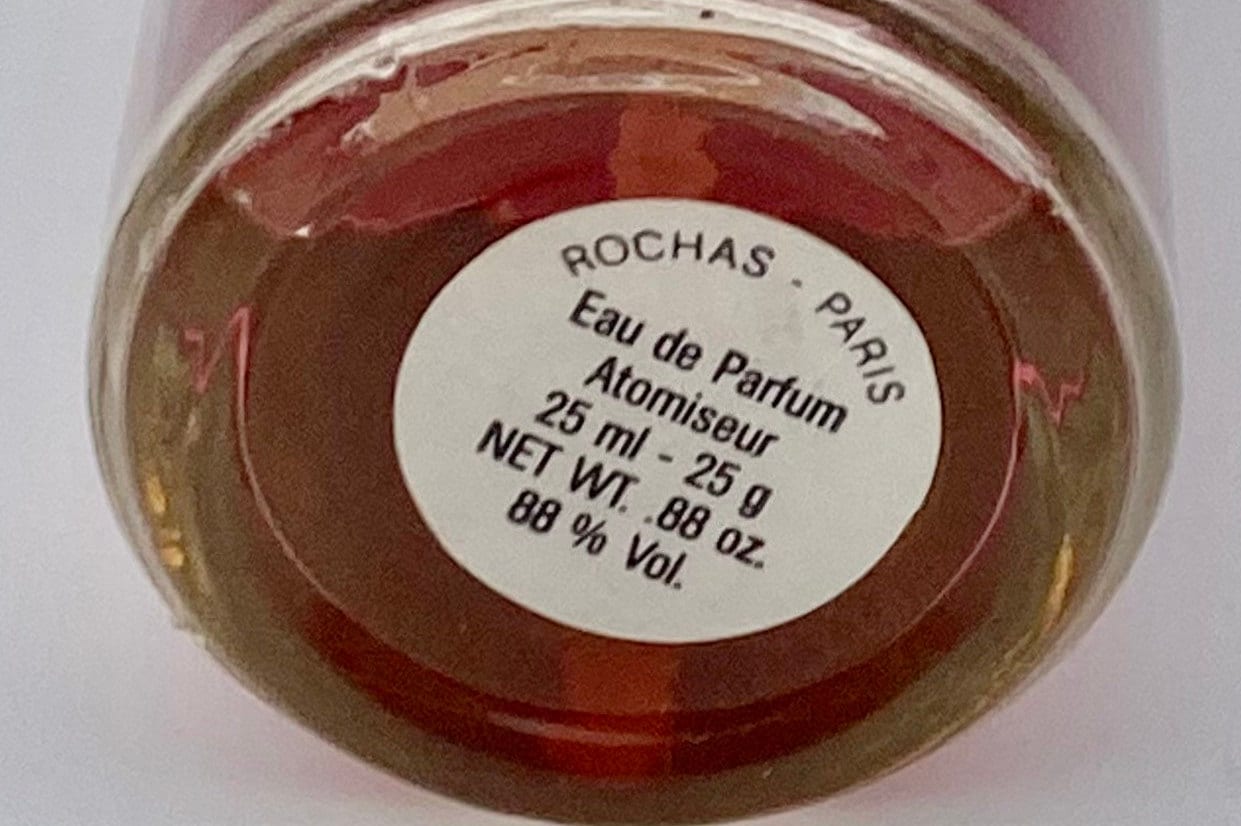 ROCHAS - PARIS
Eau de Parfum
Atomiseur
25 ml - 25 g
NET WT. .88 oz.
88 % Vol.